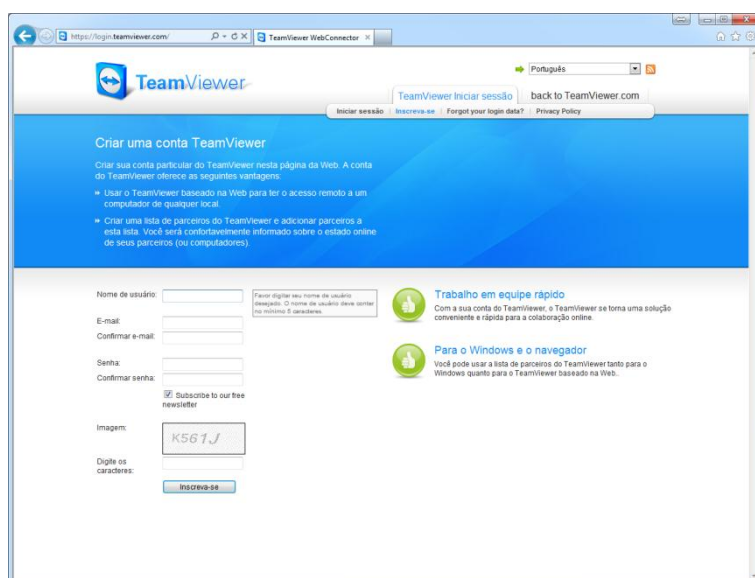 https://login.teamviewer.com/
TeamViewer WebConnector
TeamViewer
Português
TeamViewer Iniciar sessão
back to TeamViewer.com
Iniciar sessão
Inscreva-se
Forgot your login data?
Privacy Policy
Criar uma conta TeamViewer
Criar sua conta particular do TeamViewer nesta página da Web. A conta
do TeamViewer oferece as seguintes vantagens:
Usar o TeamViewer baseado na Web para ter o acesso remoto a um
computador de qualquer local.
Criar uma lista de parceiros do TeamViewer e adicionar parceiros a
esta lista. Você será confortavelmente informado sobre o estado online
de seus parceiros (ou computadores).
Nome de usuário:
Favor digitar seu nome de usuário
desejado. O nome de usuário deve conter
no mínimo 5 caracteres.
E-mail:
Confirmar e-mail:
Senha:
Confirmar senha:
Subscribe to our free
newsletter
Imagem:
K561J
Digite os
caracteres:
Inscreva-se
Trabalho em equipe rápido
Com a sua conta do TeamViewer, o TeamViewer se torna uma solução
conveniente e rápida para a colaboração online.
Para o Windows e o navegador
Você pode usar a lista de parceiros do TeamViewer tanto para o
Windows quanto para o TeamViewer baseado na Web..